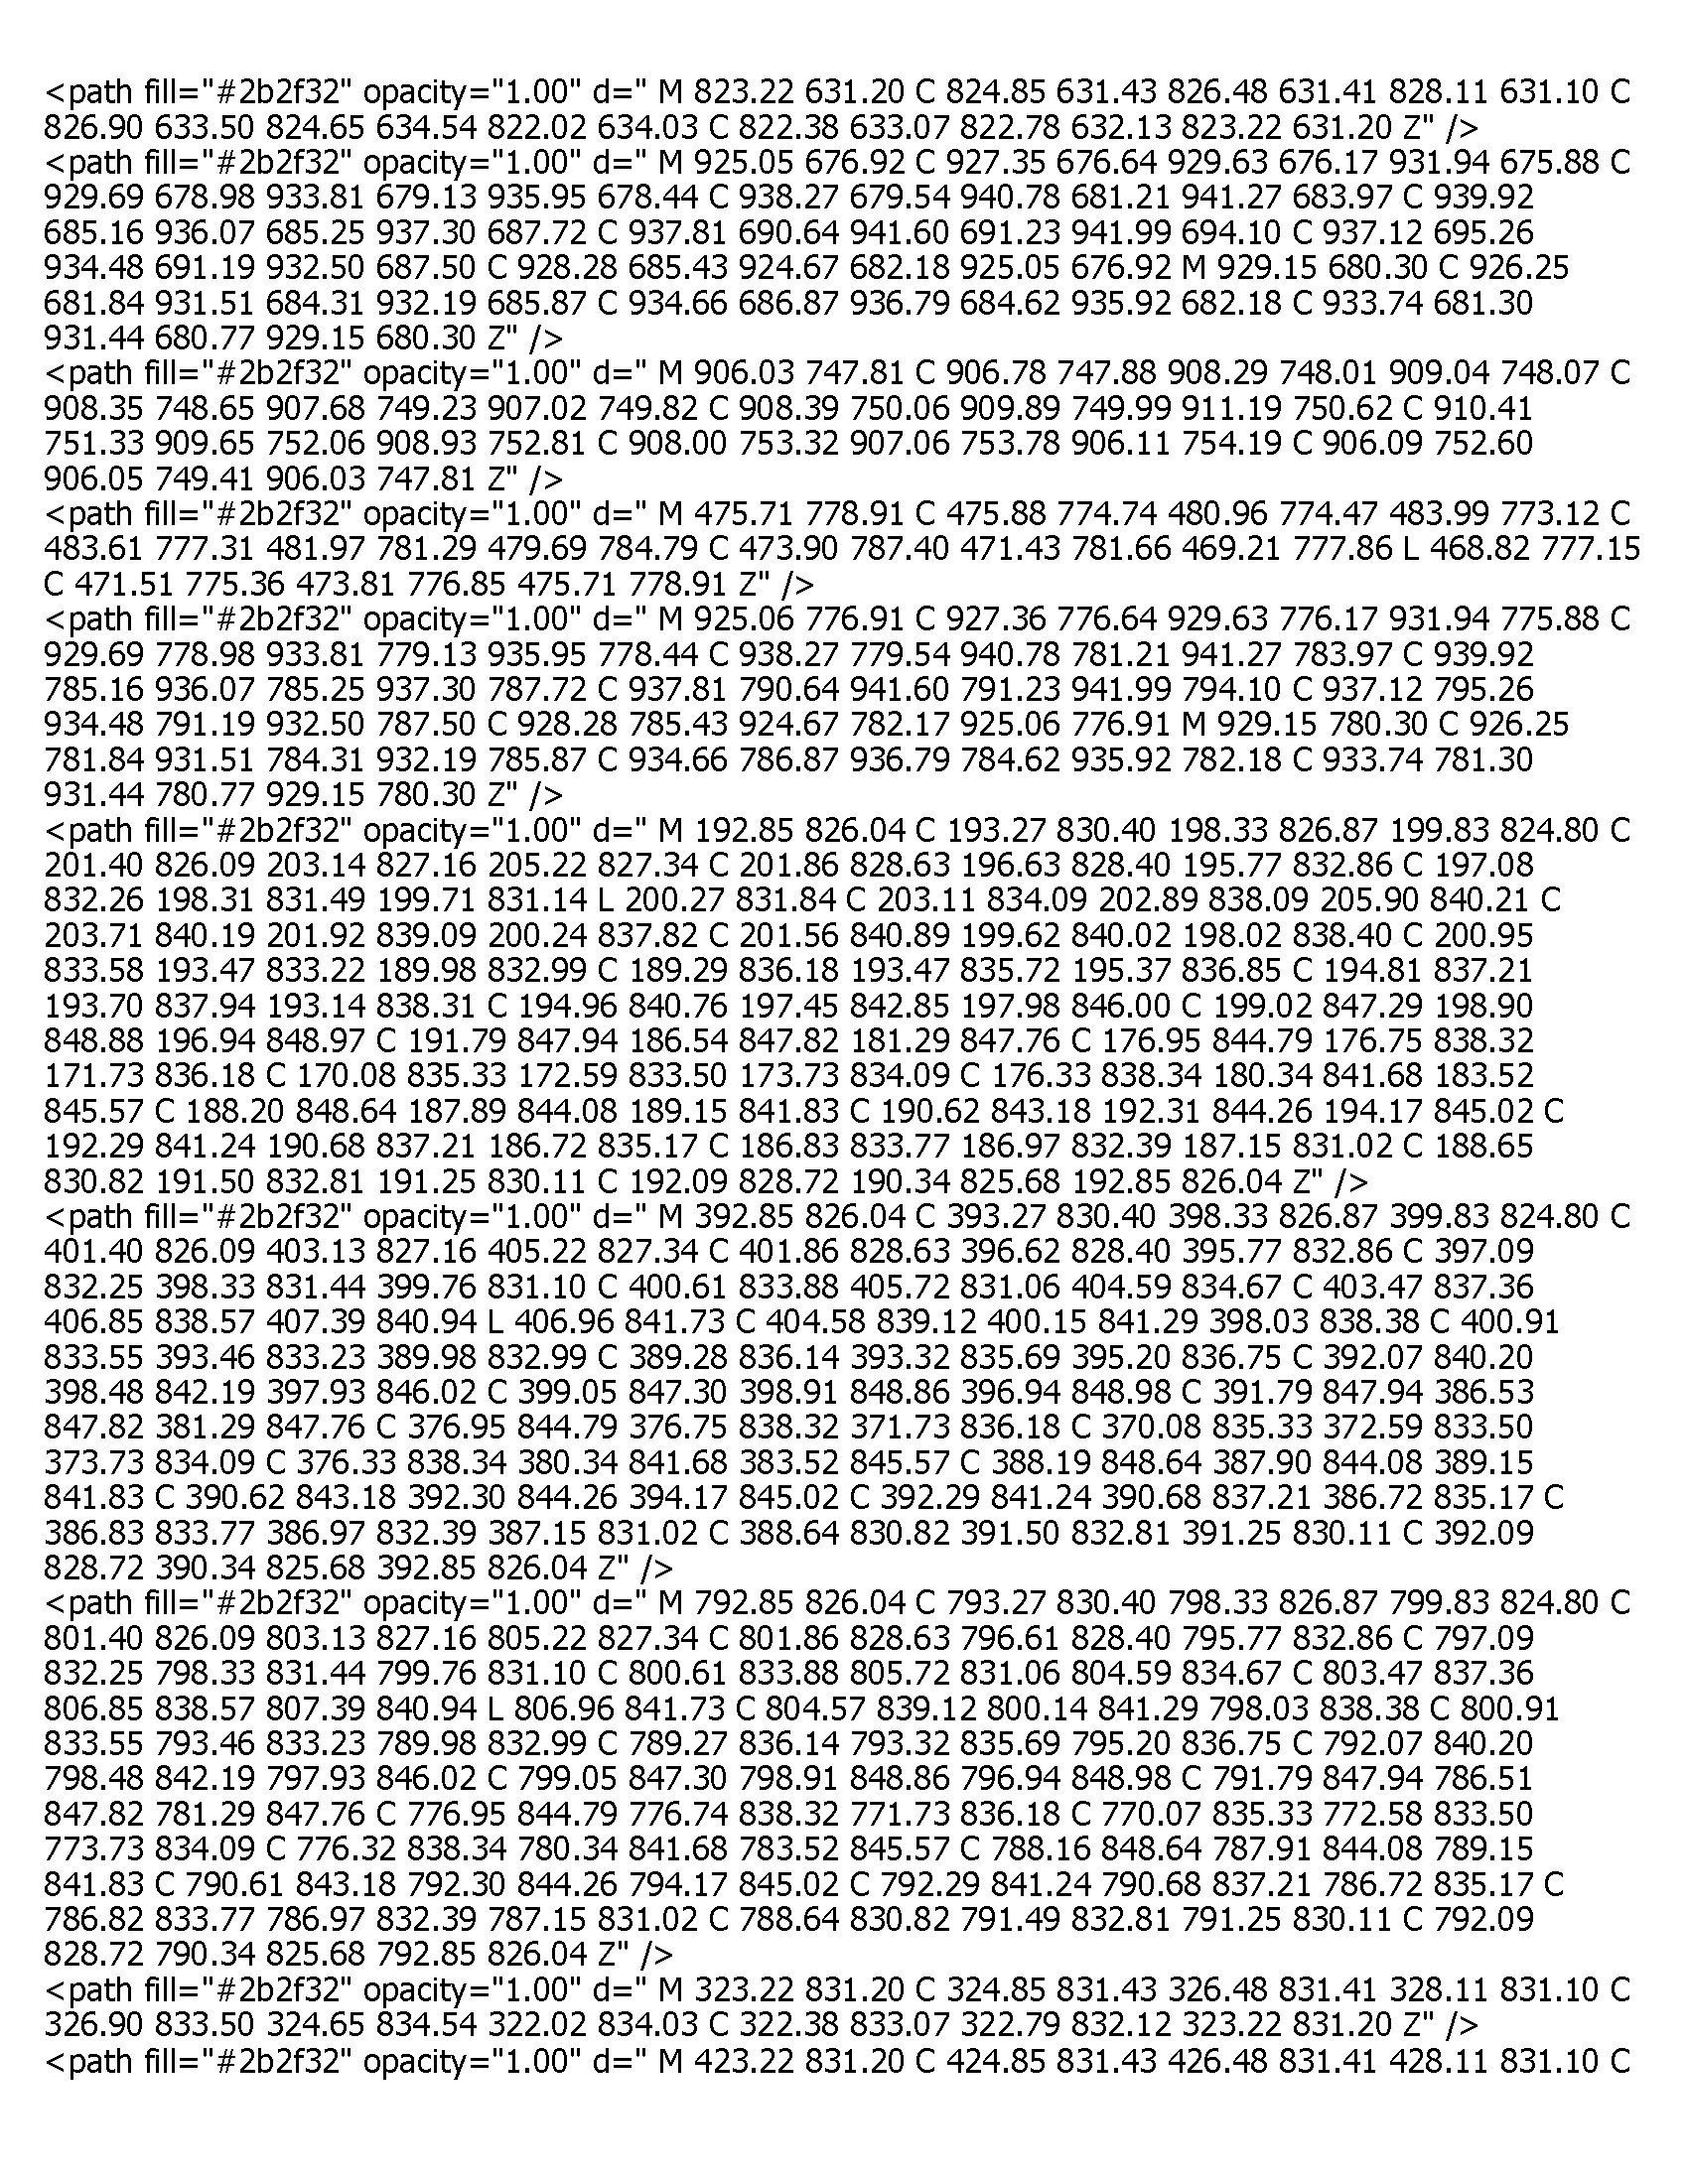 <path fill="#2b2f32" opacity="1.00" d=" M 823.22 631.20 C 824.85 631.43 826.48 631.41 828.11 631.10 C
826.90 633.50 824.65 634.54 822.02 634.03 C 822.38 633.07 822.78 632.13 823.22 631.20 Z" />
<path fill="#2b2f32" opacity="1.00" d=" M 925.05 676.92 C 927.35 676.64 929.63 676.17 931.94 675.88 C
929.69 678.98 933.81 679.13 935.95 678.44 C 938.27 679.54 940.78 681.21 941.27 683.97 C 939.92
685.16 936.07 685.25 937.30 687.72 C 937.81 690.64 941.60 691.23 941.99 694.10 C 937.12 695.26
934.48 691.19 932.50 687.50 C 928.28 685.43 924.67 682.18 925.05 676.92 M 929.15 680.30 C 926.25
681.84 931.51 684.31 932.19 685.87 C 934.66 686.87 936.79 684.62 935.92 682.18 C 933.74 681.30
931.44 680.77 929.15 680.30 Z" />
<path fill="#2b2f32" opacity="1.00" d=" M 906.03 747.81 C 906.78 747.88 908.29 748.01 909.04 748.07 C
908.35 748.65 907.68 749.23 907.02 749.82 C 908.39 750.06 909.89 749.99 911.19 750.62 C 910.41
751.33 909.65 752.06 908.93 752.81 C 908.00 753.32 907.06 753.78 906.11 754.19 C 906.09 752.60
906.05 749.41 906.03 747.81 Z" />
<path fill="#2b2f32" opacity="1.00" d=" M 475.71 778.91 C 475.88 774.74 480.96 774.47 483.99 773.12 C
483.61 777.31 481.97 781.29 479.69 784.79 C 473.90 787.40 471.43 781.66 469.21 777.86 L 468.82 777.15
C 471.51 775.36 473.81 776.85 475.71 778.91 Z" />
<path fill="#2b2f32" opacity="1.00" d=" M 925.06 776.91 C 927.36 776.64 929.63 776.17 931.94 775.88 C
929.69 778.98 933.81 779.13 935.95 778.44 C 938.27 779.54 940.78 781.21 941.27 783.97 C 939.92
785.16 936.07 785.25 937.30 787.72 C 937.81 790.64 941.60 791.23 941.99 794.10 C 937.12 795.26
934.48 791.19 932.50 787.50 C 928.28 785.43 924.67 782.17 925.06 776.91 M 929.15 780.30 C 926.25
781.84 931.51 784.31 932.19 785.87 C 934.66 786.87 936.79 784.62 935.92 782.18 C 933.74 781.30
931.44 780.77 929.15 780.30 Z" />
<path fill="#2b2f32" opacity="1.00" d=" M 192.85 826.04 C 193.27 830.40 198.33 826.87 199.83 824.80 C
201.40 826.09 203.14 827.16 205.22 827.34 C 201.86 828.63 196.63 828.40 195.77 832.86 C 197.08
832.26 198.31 831.49 199.71 831.14 L 200.27 831.84 C 203.11 834.09 202.89 838.09 205.90 840.21 C
203.71 840.19 201.92 839.09 200.24 837.82 C 201.56 840.89 199.62 840.02 198.02 838.40 C 200.95
833.58 193.47 833.22 189.98 832.99 C 189.29 836.18 193.47 835.72 195.37 836.85 C 194.81 837.21
193.70 837.94 193.14 838.31 C 194.96 840.76 197.45 842.85 197.98 846.00 C 199.02 847.29 198.90
848.88 196.94 848.97 C 191.79 847.94 186.54 847.82 181.29 847.76 C 176.95 844.79 176.75 838.32
171.73 836.18 C 170.08 835.33 172.59 833.50 173.73 834.09 C 176.33 838.34 180.34 841.68 183.52
845.57 C 188.20 848.64 187.89 844.08 189.15 841.83 C 190.62 843.18 192.31 844.26 194.17 845.02 C
192.29 841.24 190.68 837.21 186.72 835.17 C 186.83 833.77 186.97 832.39 187.15 831.02 C 188.65
830.82 191.50 832.81 191.25 830.11 C 192.09 828.72 190.34 825.68 192.85 826.04 Z" />
<path fill="#2b2f32" opacity="1.00" d=" M 392.85 826.04 C 393.27 830.40 398.33 826.87 399.83 824.80 C
401.40 826.09 403.13 827.16 405.22 827.34 C 401.86 828.63 396.62 828.40 395.77 832.86 C 397.09
832.25 398.33 831.44 399.76 831.10 C 400.61 833.88 405.72 831.06 404.59 834.67 C 403.47 837.36
406.85 838.57 407.39 840.94 L 406.96 841.73 C 404.58 839.12 400.15 841.29 398.03 838.38 C 400.91
833.55 393.46 833.23 389.98 832.99 C 389.28 836.14 393.32 835.69 395.20 836.75 C 392.07 840.20
398.48 842.19 397.93 846.02 C 399.05 847.30 398.91 848.86 396.94 848.98 C 391.79 847.94 386.53
847.82 381.29 847.76 C 376.95 844.79 376.75 838.32 371.73 836.18 C 370.08 835.33 372.59 833.50
373.73 834.09 C 376.33 838.34 380.34 841.68 383.52 845.57 C 388.19 848.64 387.90 844.08 389.15
841.83 C 390.62 843.18 392.30 844.26 394.17 845.02 C 392.29 841.24 390.68 837.21 386.72 835.17 C
386.83 833.77 386.97 832.39 387.15 831.02 C 388.64 830.82 391.50 832.81 391.25 830.11 C 392.09
828.72 390.34 825.68 392.85 826.04 Z" />
<path fill="#2b2f32" opacity="1.00" d=" M 792.85 826.04 C 793.27 830.40 798.33 826.87 799.83 824.80 C
801.40 826.09 803.13 827.16 805.22 827.34 C 801.86 828.63 796.61 828.40 795.77 832.86 C 797.09
832.25 798.33 831.44 799.76 831.10 C 800.61 833.88 805.72 831.06 804.59 834.67 C 803.47 837.36
806.85 838.57 807.39 840.94 L 806.96 841.73 C 804.57 839.12 800.14 841.29 798.03 838.38 C 800.91
833.55 793.46 833.23 789.98 832.99 C 789.27 836.14 793.32 835.69 795.20 836.75 C 792.07 840.20
798.48 842.19 797.93 846.02 C 799.05 847.30 798.91 848.86 796.94 848.98 C 791.79 847.94 786.51
847.82 781.29 847.76 C 776.95 844.79 776.74 838.32 771.73 836.18 C 770.07 835.33 772.58 833.50
773.73 834.09 C 776.32 838.34 780.34 841.68 783.52 845.57 C 788.16 848.64 787.91 844.08 789.15
841.83 C 790.61 843.18 792.30 844.26 794.17 845.02 C 792.29 841.24 790.68 837.21 786.72 835.17 C
786.82 833.77 786.97 832.39 787.15 831.02 C 788.64 830.82 791.49 832.81 791.25 830.11 C 792.09
828.72 790.34 825.68 792.85 826.04 Z" />
<path fill="#2b2f32" opacity="1.00" d=" M 323.22 831.20 C 324.85 831.43 326.48 831.41 328.11 831.10 C
326.90 833.50 324.65 834.54 322.02 834.03 C 322.38 833.07 322.79 832.12 323.22 831.20 Z" />
<path fill="#2b2f32" opacity="1.00" d=" M 423.22 831.20 C 424.85 831.43 426.48 831.41 428.11 831.10 C